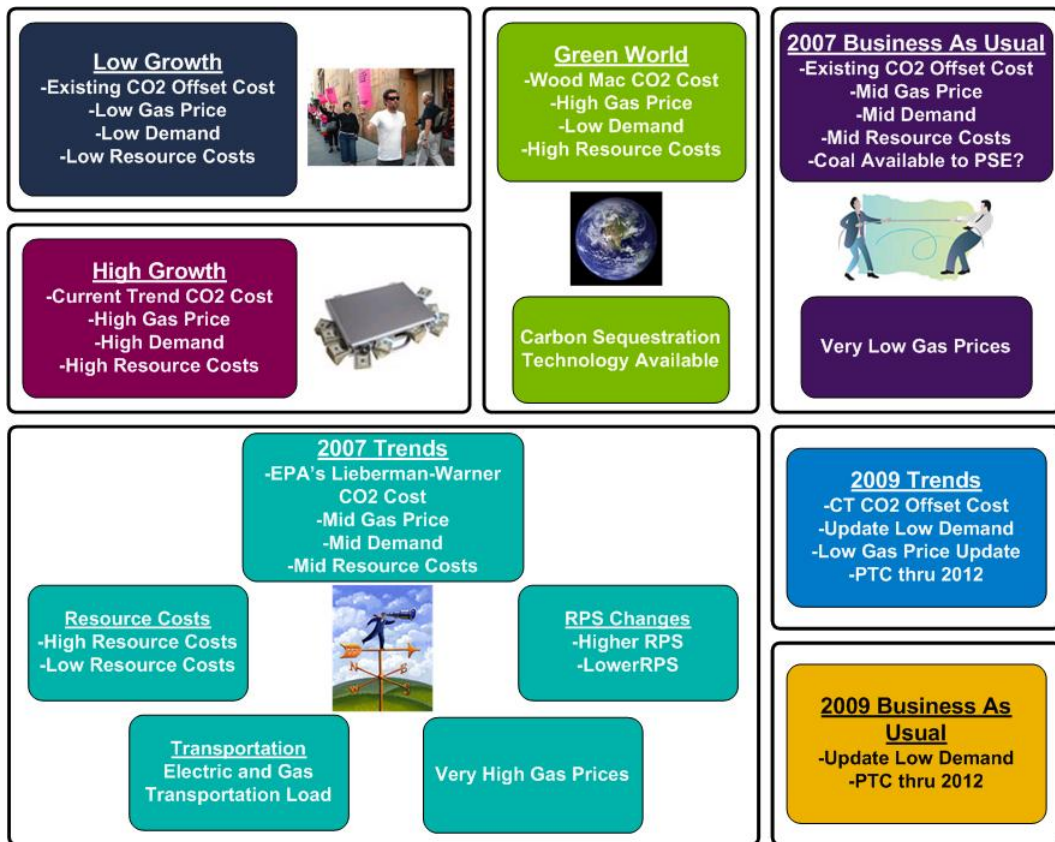 Low Growth
-Existing CO2 Offset Cost
-Low Gas Price
-Low Demand
-Low Resource Costs
High Growth
-Current Trend CO2 Cost
-High Gas Price
-High Demand
-High Resource Costs
Green World
-Wood Mac CO2 Cost
-High Gas Price
-Low Demand
-High Resource Costs
Carbon Sequestration
Technology Available
2007 Business As Usual
-Existing CO2 Offset Cost
-Mid Gas Price
-Mid Demand
-Mid Resource Costs
-Coal Available to PSE?
Very Low Gas Prices
2007 Trends
-EPA's Lieberman-Warner
CO2 Cost
-Mid Gas Price
-Mid Demand
-Mid Resource Costs
Resource Costs
-High Resource Costs
-Low Resource Costs
N
E
W
S
RPS Changes
-Higher RPS
-LowerRPS
Transportation
Electric and Gas
Transportation Load
Very High Gas Prices
2009 Trends
-CT CO2 Offset Cost
-Update Low Demand
-Low Gas Price Update
-PTC thru 2012
2009 Business As
Usual
-Update Low Demand
-PTC thru 2012